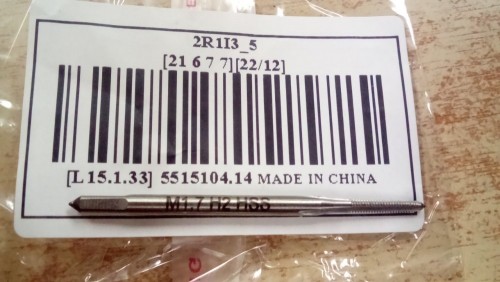 2R1I3_5
[21 6 7 7][22/12]
[L 15.1.33] 5515104.14 MADE IN CHINA
M1.7 H2 HSS